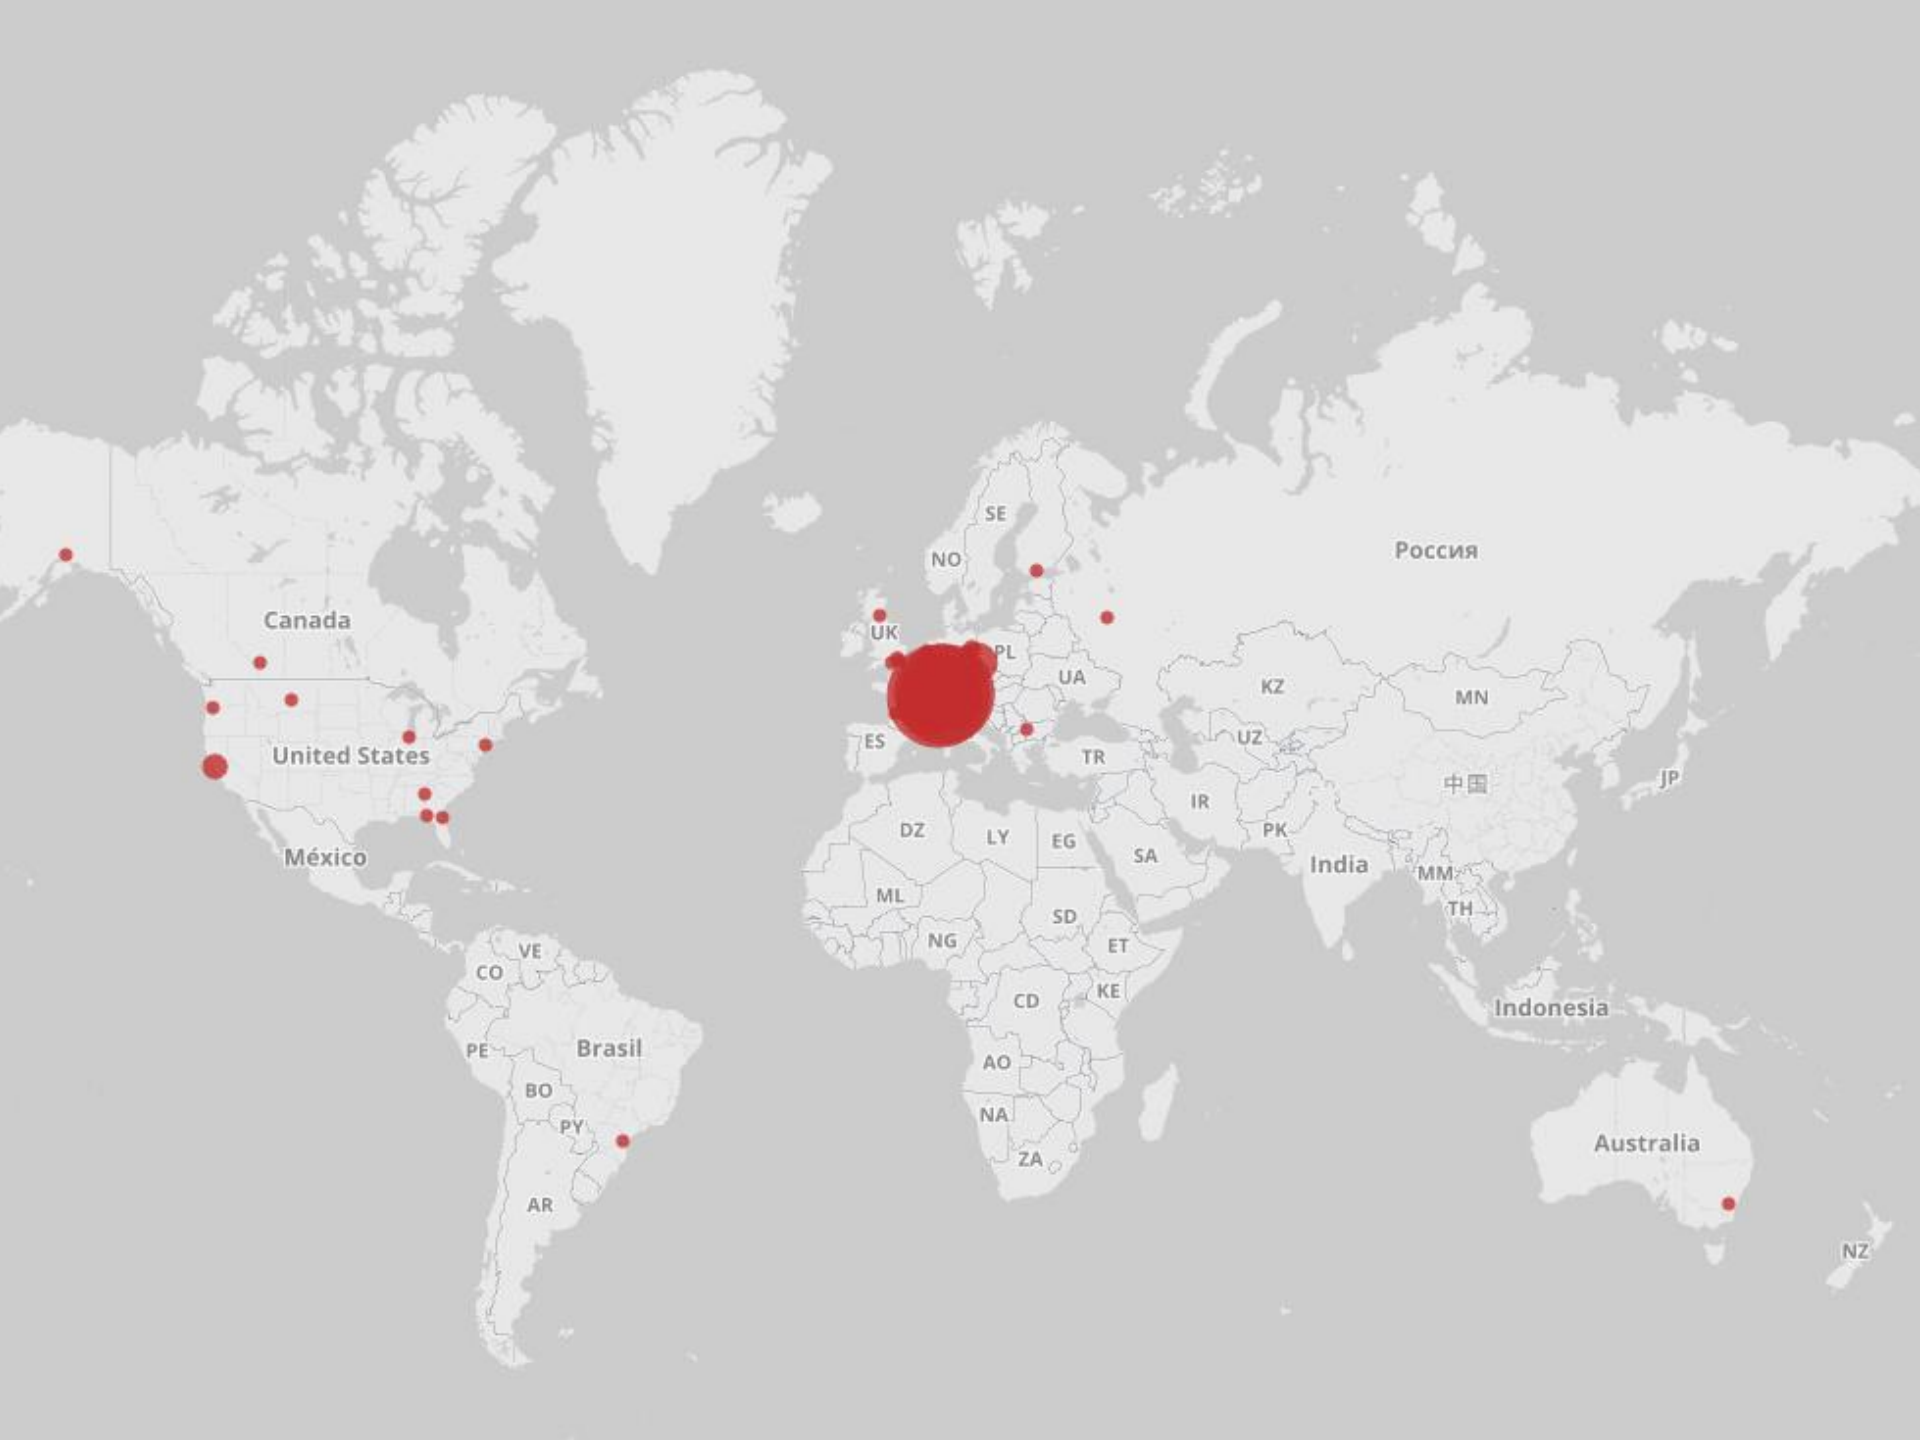 SE
Россия
NO
Canada
UK
PL
UA
KZ
MN
ES
UZ
United States
TR
JP
中国
IR
DZ
PK
LY
EG
México
SA
India
MM
ML
TH
SD
NG
ET
VE
CO
KE
CD
Indonesia
Brasil
PE
AO
BO
NA
PY
Australia
ZA
AR
NZ